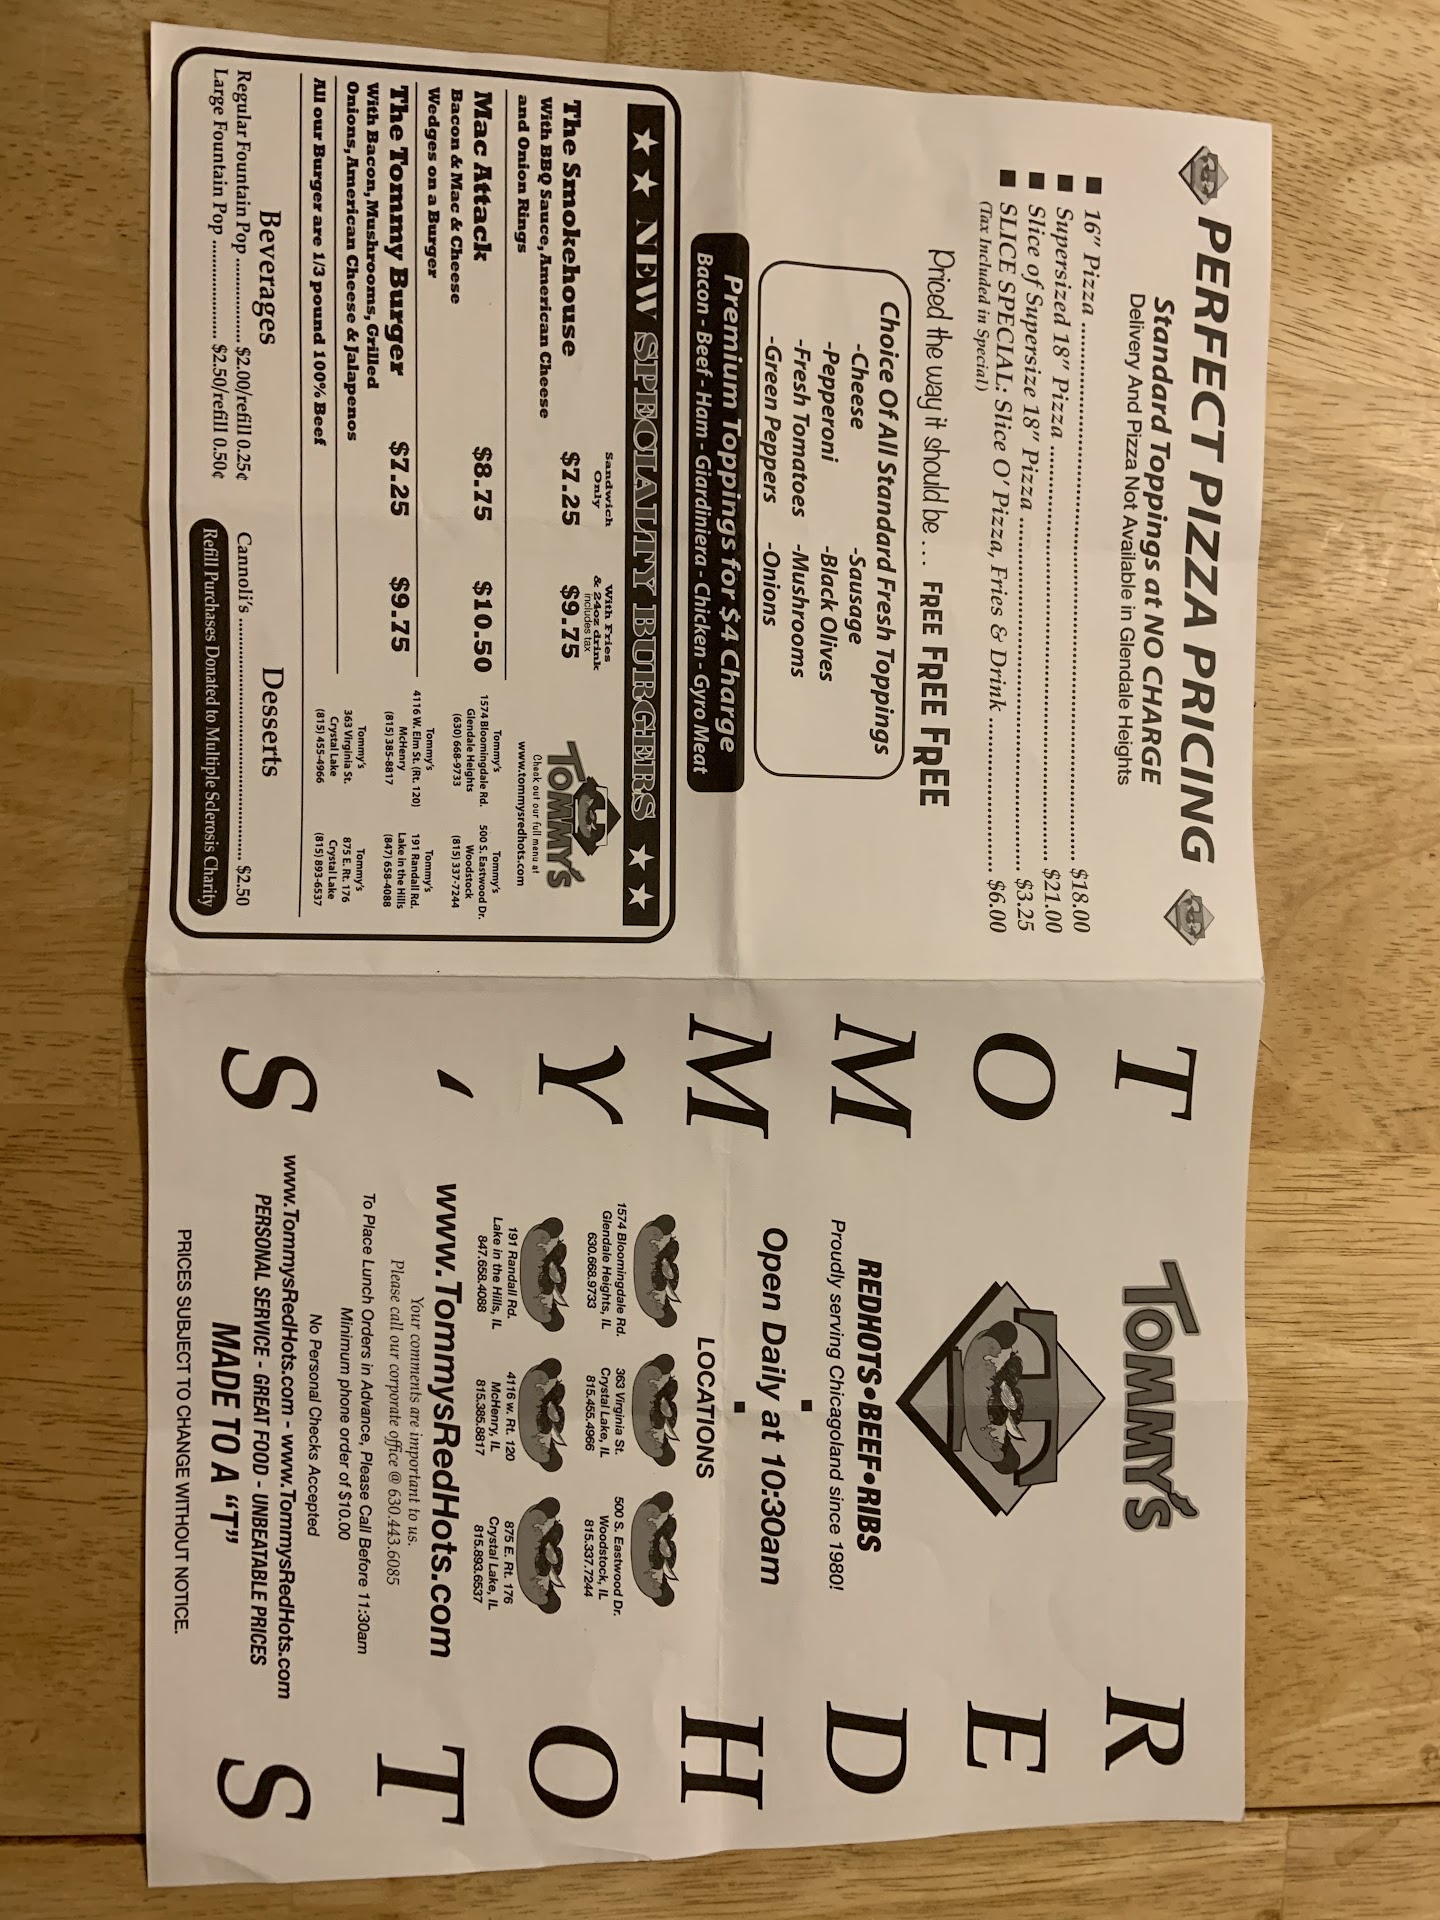 PERFECT PIZZA PRICING
Standard Toppings at NO CHARGE
Delivery And Pizza Not Available in Glendale Heights
■ 16" Pizza ........ $18.00
■ Supersized 18" Pizza ........ $21.00
■ Slice of Supersize 18" Pizza ........ $3.25
■ SLICE SPECIAL: Slice O' Pizza, Fries & Drink ........ $6.00
(Tax Included in Special)
Priced the way it should be... FREE FREE FREE
Choice Of All Standard Fresh Toppings
-Cheese -Sausage
-Pepperoni -Black Olives
-Fresh Tomatoes -Mushrooms
-Green Peppers -Onions
Premium Toppings for $4 Charge
Bacon - Beef - Ham - Giardiniera - Chicken - Gyro Meat
★ ★ NEW SPECIALTY BURGERS ★ ★
Sandwich Only
With Fries & 24oz drink
includes tax
The Smokehouse $7.25 $9.75
With BBQ Sauce, American Cheese
and Onion Rings
Mac Attack $8.75 $10.50
Bacon & Mac & Cheese
Wedges on a Burger
The Tommy Burger $7.25 $9.75
With Bacon, Mushrooms, Grilled
Onions, American Cheese & Jalapenos
All our Burger are 1/3 pound 100% Beef
TOMMY'S
Check out our full menu at
www.tommysredhots.com
Tommy's
1574 Bloomingdale Rd.
Glendale Heights
(630) 668-9733
Tommy's
500 S. Eastwood Dr.
Woodstock
(815) 337-7244
Tommy's
4116 W. Elm St. (Rt. 120)
McHenry
(815) 385-8817
Tommy's
191 Randall Rd.
Lake in the Hills
(847) 658-4088
Tommy's
363 Virginia St.
Crystal Lake
(815) 455-4966
Tommy's
875 E. Rt. 176
Crystal Lake
(815) 893-6537
Beverages
Regular Fountain Pop ........ $2.00/refill 0.25¢
Large Fountain Pop ........ $2.50/refill 0.50¢
Desserts
Cannoli's ........ $2.50
Refill Purchases Donated to Multiple Sclerosis Charity
TOMMY'S
REDHOTS
TOMMY'S
REDHOTS•BEEF•RIBS
Proudly serving Chicagoland since 1980!
Open Daily at 10:30am
LOCATIONS
1574 Bloomingdale Rd.
Glendale Heights, IL
630.668.9733
363 Virginia St.
Crystal Lake, IL
815.455.4966
500 S. Eastwood Dr.
Woodstock, IL
815.337.7244
191 Randall Rd.
Lake in the Hills, IL
847.658.4088
4116 w. Rt. 120
McHenry, IL
815.385.8817
875 E. Rt. 176
Crystal Lake, IL
815.893.6537
www.TommysRedHots.com
Your comments are important to us.
Please call our corporate office @ 630.443.6085
To Place Lunch Orders in Advance, Please Call Before 11:30am
Minimum phone order of $10.00
No Personal Checks Accepted
www.TommysRedHots.com - www.TommysRedHots.com
PERSONAL SERVICE - GREAT FOOD - UNBEATABLE PRICES
MADE TO A "T"
PRICES SUBJECT TO CHANGE WITHOUT NOTICE.